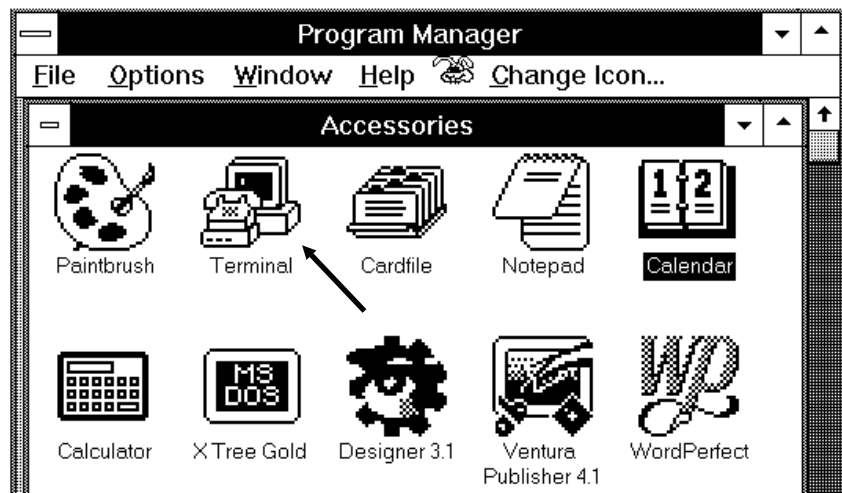 Program Manager
File Options Window Help Change Icon...
Accessories
1 2
Paintbrush Terminal Cardfile Notepad Calendar
MS
DOS
WP
Calculator XTree Gold Designer 3.1 Ventura WordPerfect
Publisher 4.1